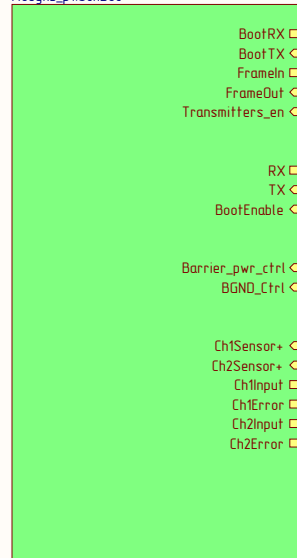 BootRX
BootTX
FrameIn
FrameOut
Transmitters_en
RX
TX
BootEnable
Barrier_pwr_ctrl
BGND_Ctrl
Ch1Sensor+
Ch2Sensor+
Ch1Input
Ch1Error
Ch2Input
Ch2Error